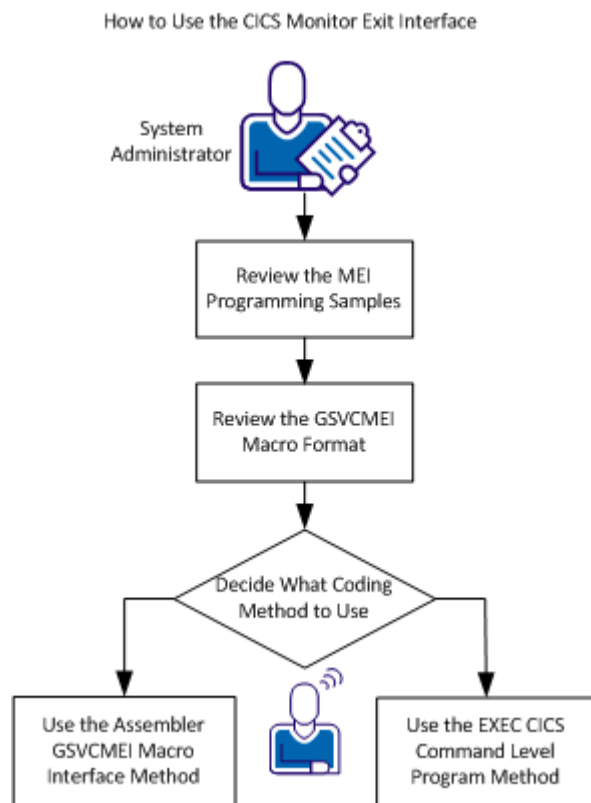 How to Use the CICS Monitor Exit Interface
System
Administrator
Review the MEI
Programming Samples
Review the GSVCMEI
Macro Format
Decide What Coding
Method to Use
Use the Assembler
GSVCMEI Macro
Interface Method
Use the EXEC CICS
Command Level
Program Method